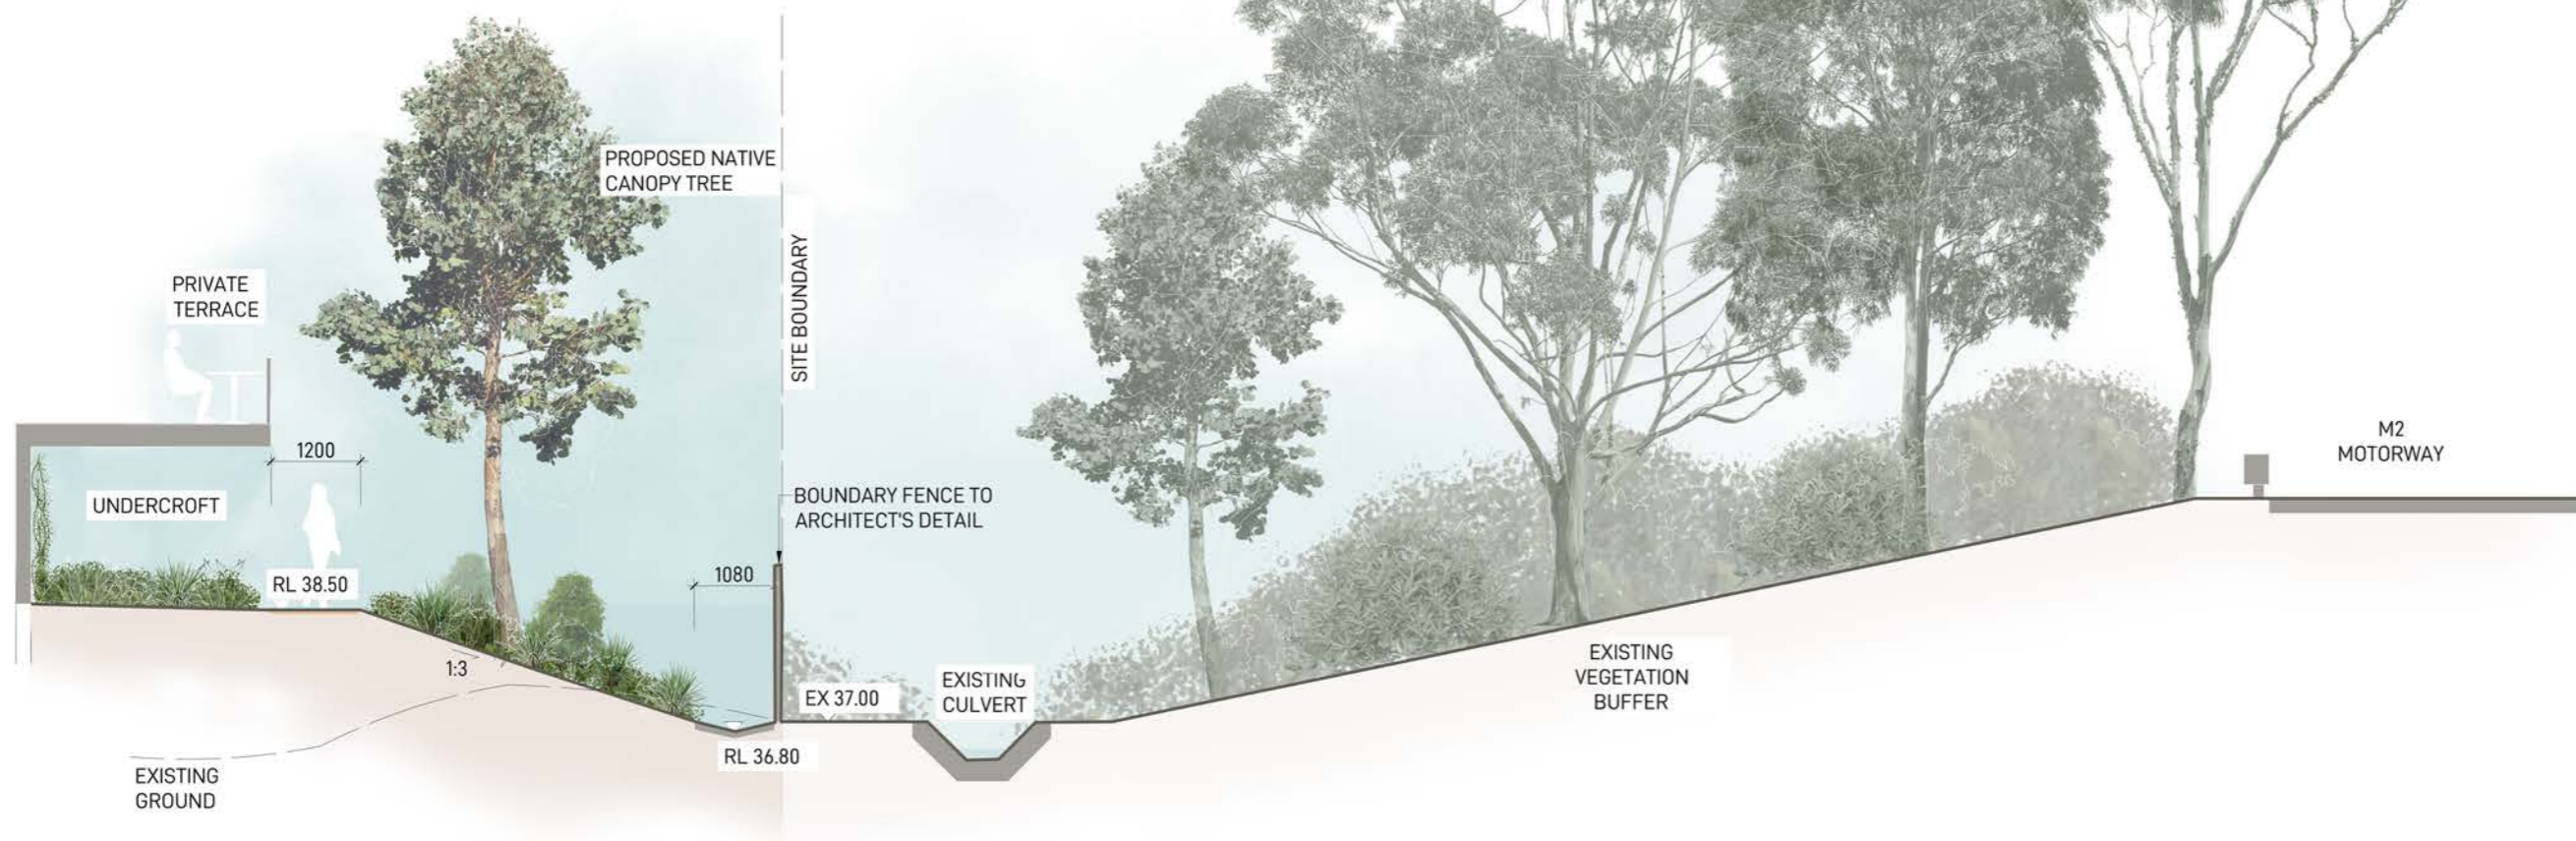 PROPOSED NATIVE
CANOPY TREE
SITE BOUNDARY
PRIVATE
TERRACE
1200
UNDERCROFT
RL 38.50
1:3
1080
BOUNDARY FENCE TO
ARCHITECT'S DETAIL
EX 37.00
RL 36.80
EXISTING
CULVERT
EXISTING
GROUND
EXISTING
VEGETATION
BUFFER
M2
MOTORWAY